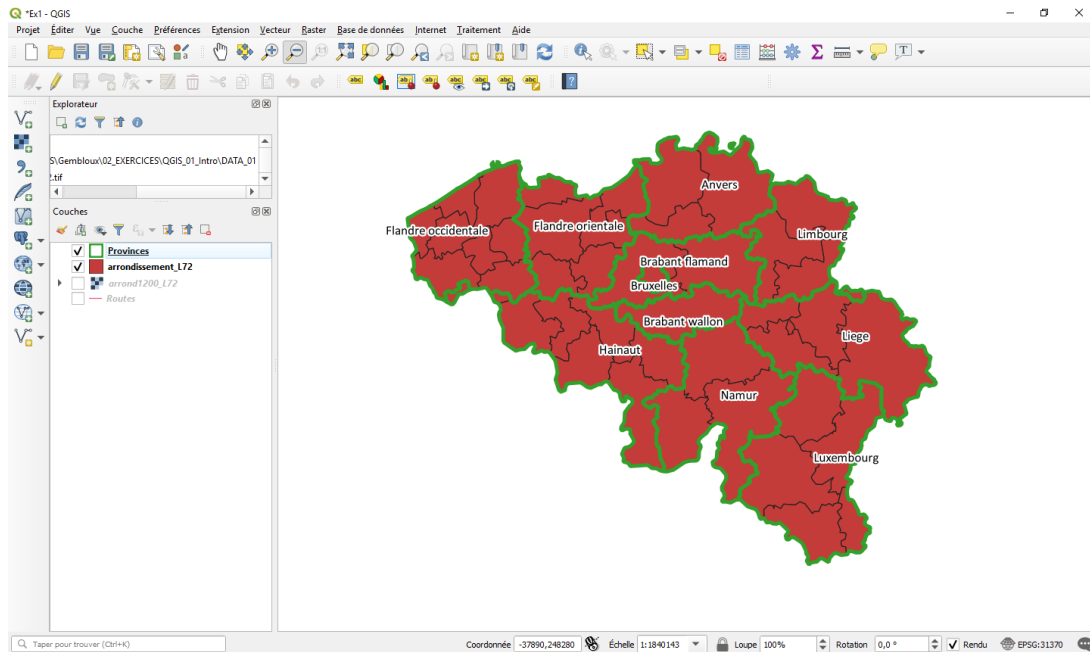 *Ex1 - QGIS
Projet Éditer Vue Couche Préférences Extension Vecteur Raster Base de données Internet Traitement Aide
Explorateur
S\Gembloux\02_EXERCICES\QGIS_01_Intro\DATA_01
2.tif
Couches
Provinces
arrondissement_L72
arrond1200_L72
Routes
Anvers
Flandre occidentale
Flandre orientale
Limbourg
Brabant flamand
Bruxelles
Brabant wallon
Liege
Hainaut
Namur
Luxembourg
Taper pour trouver (Ctrl+K)
Coordonnée -37890,248280 Échelle 1:1840143 Loupe 100% Rotation 0,0 ° Rendu EPSG:31370